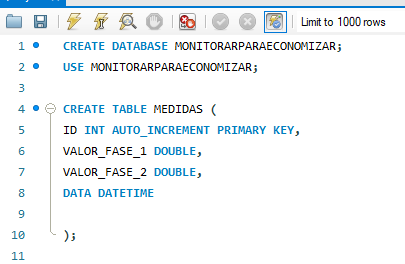 Limit to 1000 rows
1 CREATE DATABASE MONITORARPARAECONOMIZAR;
2 USE MONITORARPARAECONOMIZAR;
3
4 CREATE TABLE MEDIDAS (
5 ID INT AUTO_INCREMENT PRIMARY KEY,
6 VALOR_FASE_1 DOUBLE,
7 VALOR_FASE_2 DOUBLE,
8 DATA DATETIME
9
10 );
11